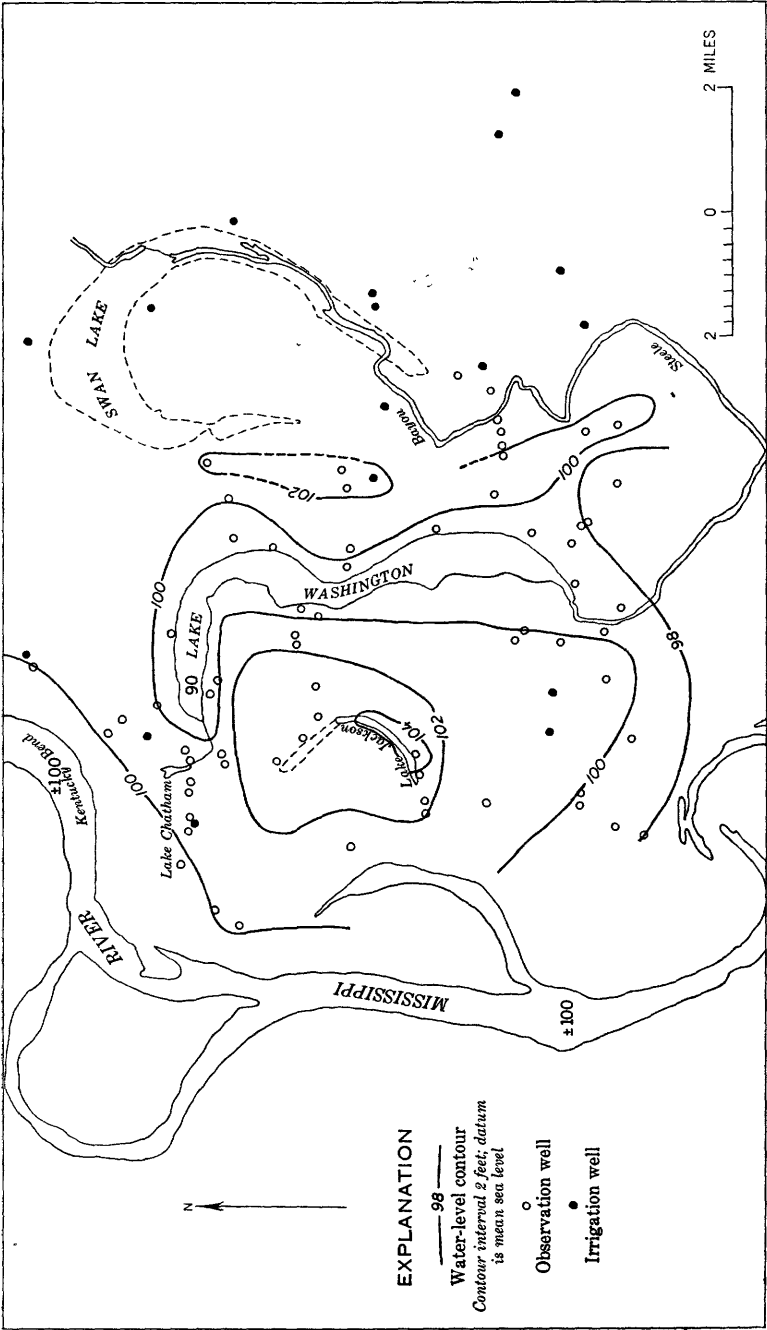 SWAN LAKE
Bayou
Steele
102
100
100
LAKE
WASHINGTON
90
98
±100
Kentucky Bend
100
Lake Chatham
Lake Jackson
104
102
100
RIVER
MISSISSIPPI
±100
N
2 0 2 MILES
EXPLANATION
98
Water-level contour
Contour interval 2 feet; datum
is mean sea level
Observation well
Irrigation well